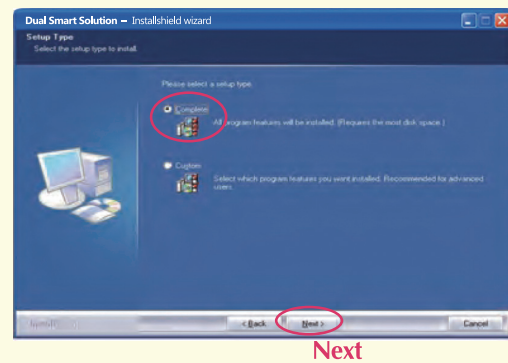 Dual Smart Solution – Installshield wizard
Setup Type
Select the setup type to install.
Please select a setup type.
Complete
All program features will be installed. (Requires the most disk space.)
Custom
Select which program features you want installed. Recommended for advanced
users.
InstallShield
< Back Next > Cancel
Next